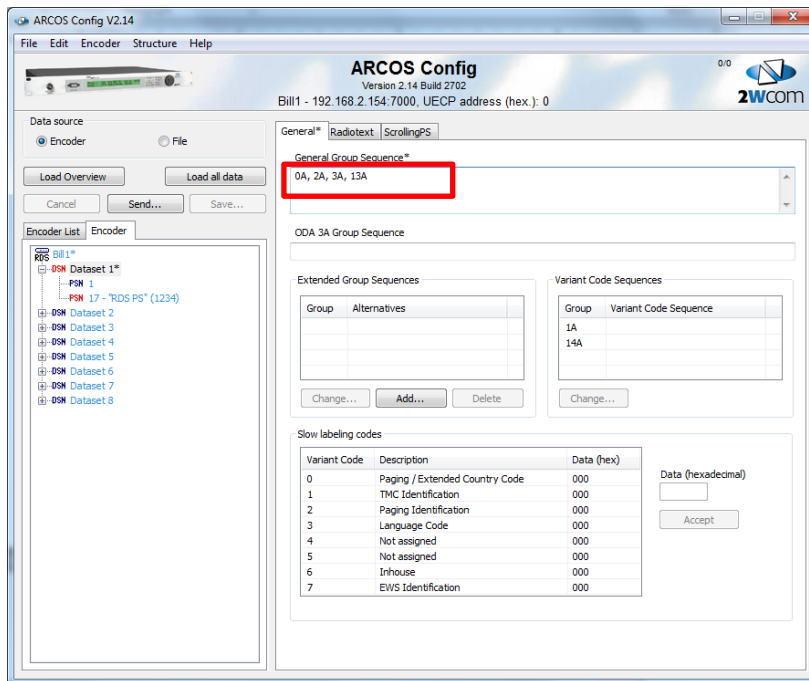 ARCOS Config V2.14
File Edit Encoder Structure Help
ARCOS Config
Version 2.14 Build 2702
Bill1 - 192.168.2.154:7000, UECP address (hex.): 0
0/0
2wcom
Data source
Encoder File
Load Overview Load all data
Cancel Send... Save...
Encoder List Encoder
RDS Bill1*
DSN Dataset 1*
PSN 1
PSN 17 - "RDS PS" (1234)
DSN Dataset 2
DSN Dataset 3
DSN Dataset 4
DSN Dataset 5
DSN Dataset 6
DSN Dataset 7
DSN Dataset 8
General* Radiotext ScrollingPS
General Group Sequence*
0A, 2A, 3A, 13A
ODA 3A Group Sequence
Extended Group Sequences
Group Alternatives
Change... Add... Delete
Variant Code Sequences
Group Variant Code Sequence
1A
14A
Change...
Slow labeling codes
Variant Code Description Data (hex)
0 Paging / Extended Country Code 000
1 TMC Identification 000
2 Paging Identification 000
3 Language Code 000
4 Not assigned 000
5 Not assigned 000
6 Inhouse 000
7 EWS Identification 000
Data (hexadecimal)
Accept